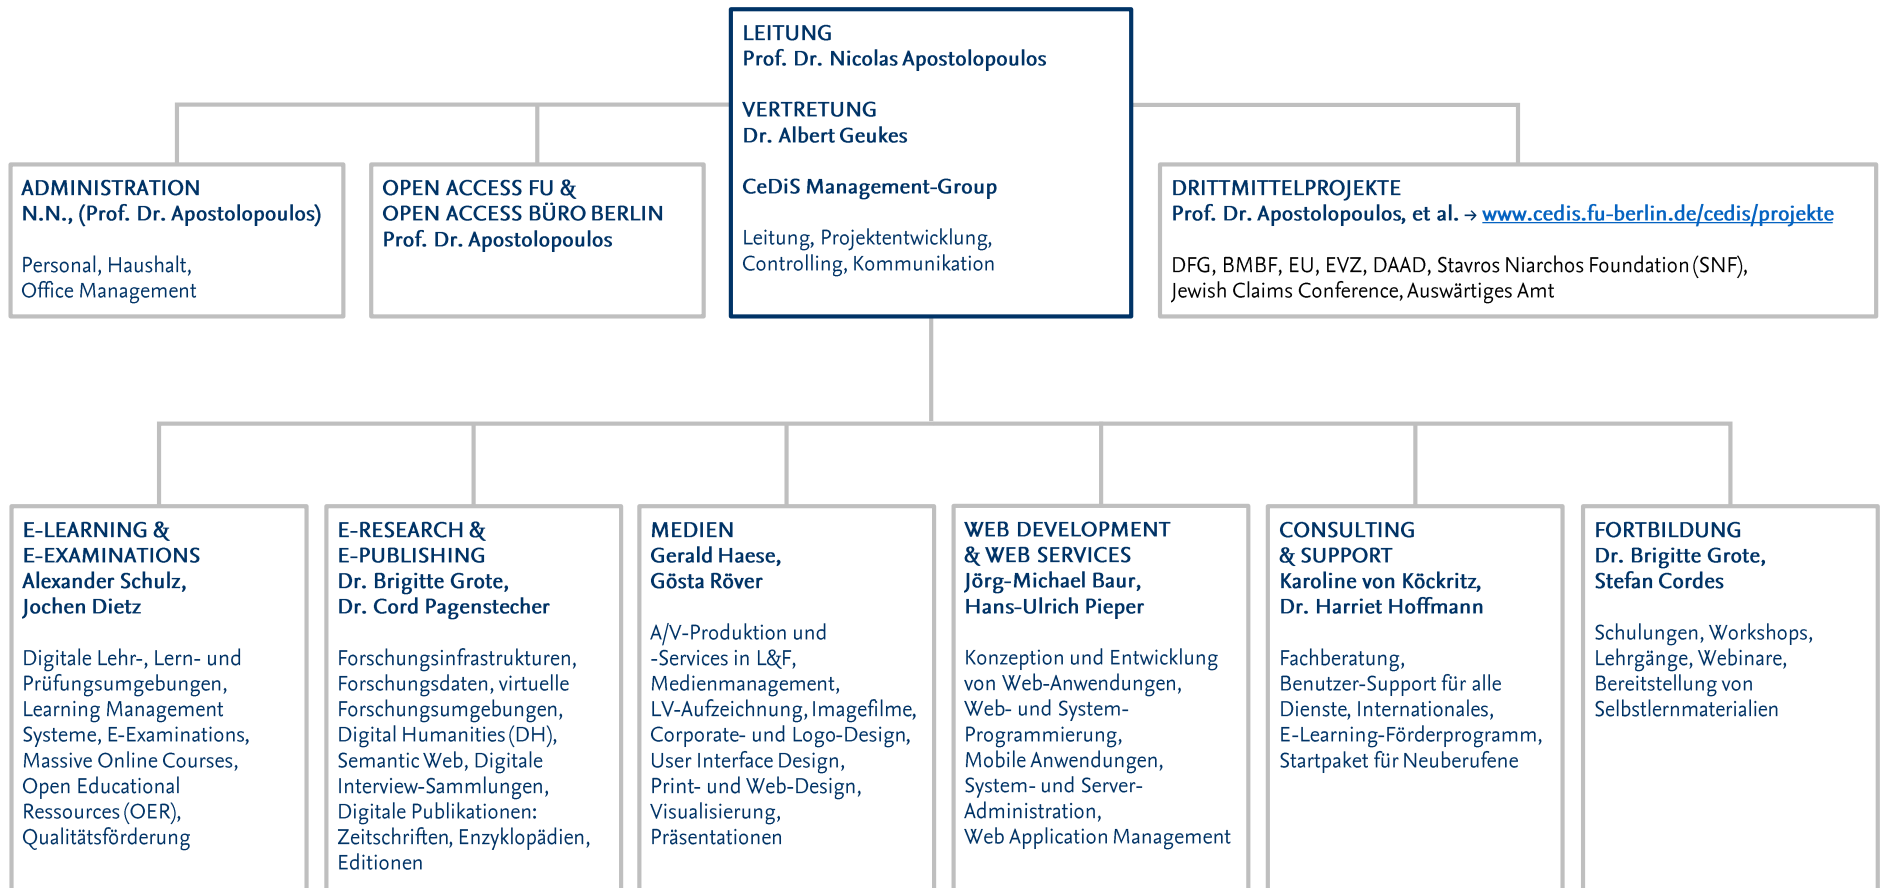 LEITUNG
Prof. Dr. Nicolas Apostolopoulos
VERTRETUNG
Dr. Albert Geukes
CeDiS Management-Group
Leitung, Projektentwicklung,
Controlling, Kommunikation
ADMINISTRATION
N.N., (Prof. Dr. Apostolopoulos)
Personal, Haushalt,
Office Management
OPEN ACCESS FU &
OPEN ACCESS BÜRO BERLIN
Prof. Dr. Apostolopoulos
DRITTMITTELPROJEKTE
Prof. Dr. Apostolopoulos, et al. → www.cedis.fu-berlin.de/cedis/projekte
DFG, BMBF, EU, EVZ, DAAD, Stavros Niarchos Foundation (SNF),
Jewish Claims Conference, Auswärtiges Amt
E-LEARNING &
E-EXAMINATIONS
Alexander Schulz,
Jochen Dietz
Digitale Lehr-, Lern- und
Prüfungsumgebungen,
Learning Management
Systeme, E-Examinations,
Massive Online Courses,
Open Educational
Ressources (OER),
Qualitätsförderung
E-RESEARCH &
E-PUBLISHING
Dr. Brigitte Grote,
Dr. Cord Pagenstecher
Forschungsinfrastrukturen,
Forschungsdaten, virtuelle
Forschungsumgebungen,
Digital Humanities (DH),
Semantic Web, Digitale
Interview-Sammlungen,
Digitale Publikationen:
Zeitschriften, Enzyklopädien,
Editionen
MEDIEN
Gerald Haese,
Gösta Röver
A/V-Produktion und
-Services in L&F,
Medienmanagement,
LV-Aufzeichnung, Imagefilme,
Corporate- und Logo-Design,
User Interface Design,
Print- und Web-Design,
Visualisierung,
Präsentationen
WEB DEVELOPMENT
& WEB SERVICES
Jörg-Michael Baur,
Hans-Ulrich Pieper
Konzeption und Entwicklung
von Web-Anwendungen,
Web- und System-
Programmierung,
Mobile Anwendungen,
System- und Server-
Administration,
Web Application Management
CONSULTING
& SUPPORT
Karoline von Köckritz,
Dr. Harriet Hoffmann
Fachberatung,
Benutzer-Support für alle
Dienste, Internationales,
E-Learning-Förderprogramm,
Startpaket für Neuberufene
FORTBILDUNG
Dr. Brigitte Grote,
Stefan Cordes
Schulungen, Workshops,
Lehrgänge, Webinare,
Bereitstellung von
Selbstlernmaterialien